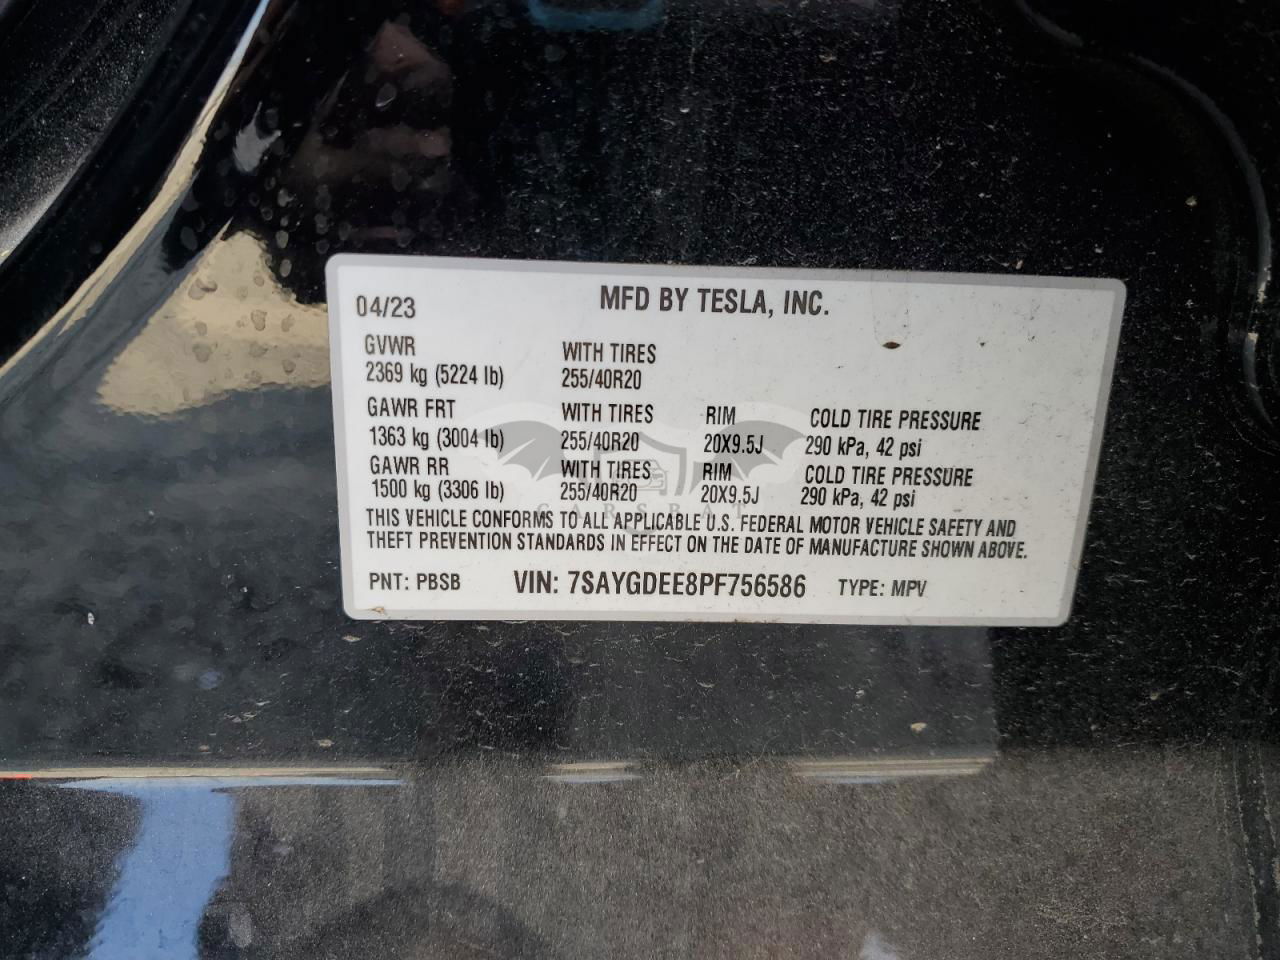 04/23 MFD BY TESLA, INC.
GVWR WITH TIRES
2369 kg (5224 lb) 255/40R20
GAWR FRT WITH TIRES RIM COLD TIRE PRESSURE
1363 kg (3004 lb) 255/40R20 20X9.5J 290 kPa, 42 psi
GAWR RR WITH TIRES RIM COLD TIRE PRESSURE
1500 kg (3306 lb) 255/40R20 20X9.5J 290 kPa, 42 psi
CARSBAT
THIS VEHICLE CONFORMS TO ALL APPLICABLE U.S. FEDERAL MOTOR VEHICLE SAFETY AND
THEFT PREVENTION STANDARDS IN EFFECT ON THE DATE OF MANUFACTURE SHOWN ABOVE.
PNT: PBSB VIN: 7SAYGDEE8PF756586 TYPE: MPV